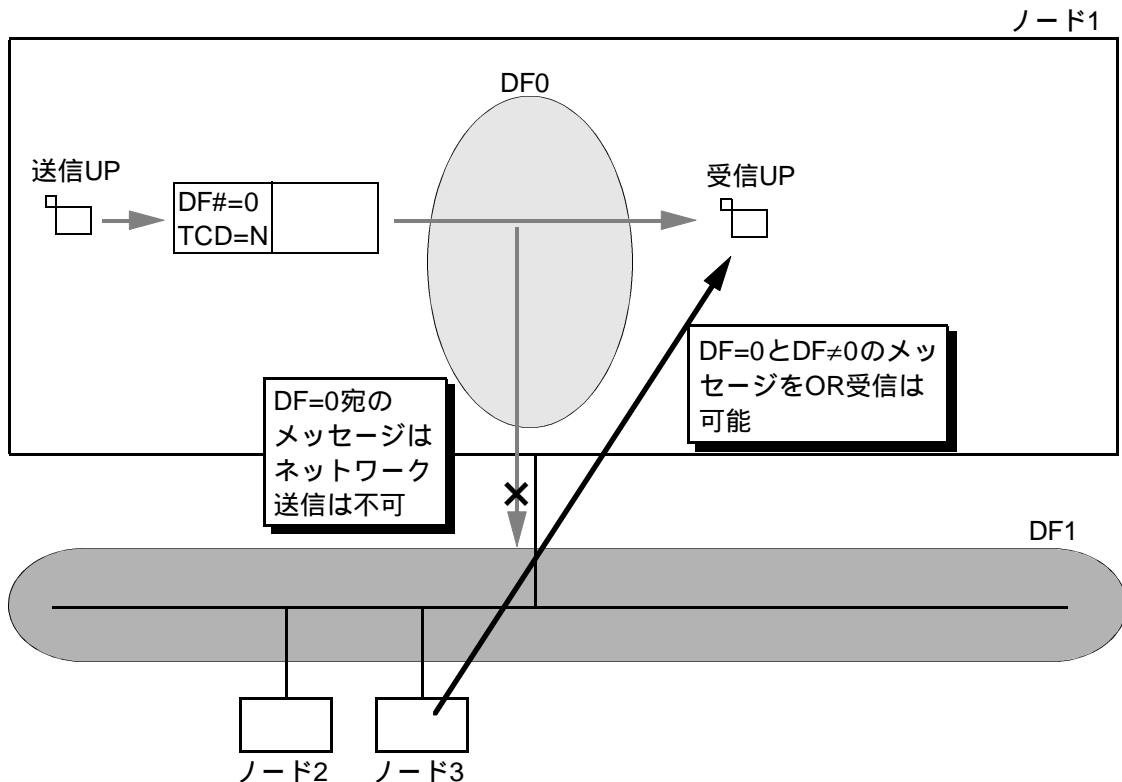 ノード1
DF0
送信UP
DF#=0
TCD=N
受信UP
DF=0とDF≠0のメッ
セージをOR受信は
可能
DF=0宛の
メッセージは
ネットワーク
送信は不可
DF1
ノード2
ノード3